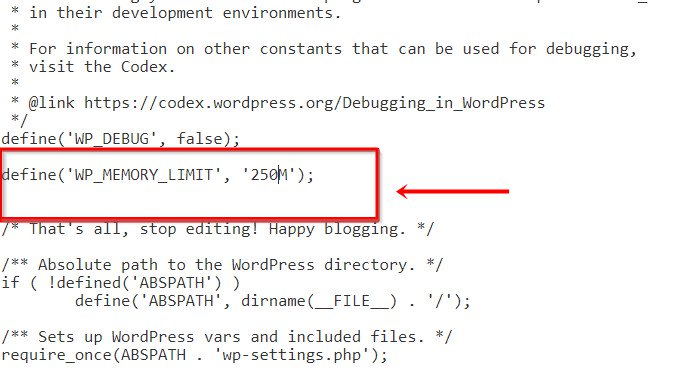 * in their development environments.
*
* For information on other constants that can be used for debugging,
* visit the Codex.
*
* @link https://codex.wordpress.org/Debugging_in_WordPress
*/
define('WP_DEBUG', false);
define('WP_MEMORY_LIMIT', '250M');
/* That's all, stop editing! Happy blogging. */
/** Absolute path to the WordPress directory. */
if ( !defined('ABSPATH') )
define('ABSPATH', dirname(__FILE__) . '/');
/** Sets up WordPress vars and included files. */
require_once(ABSPATH . 'wp-settings.php');